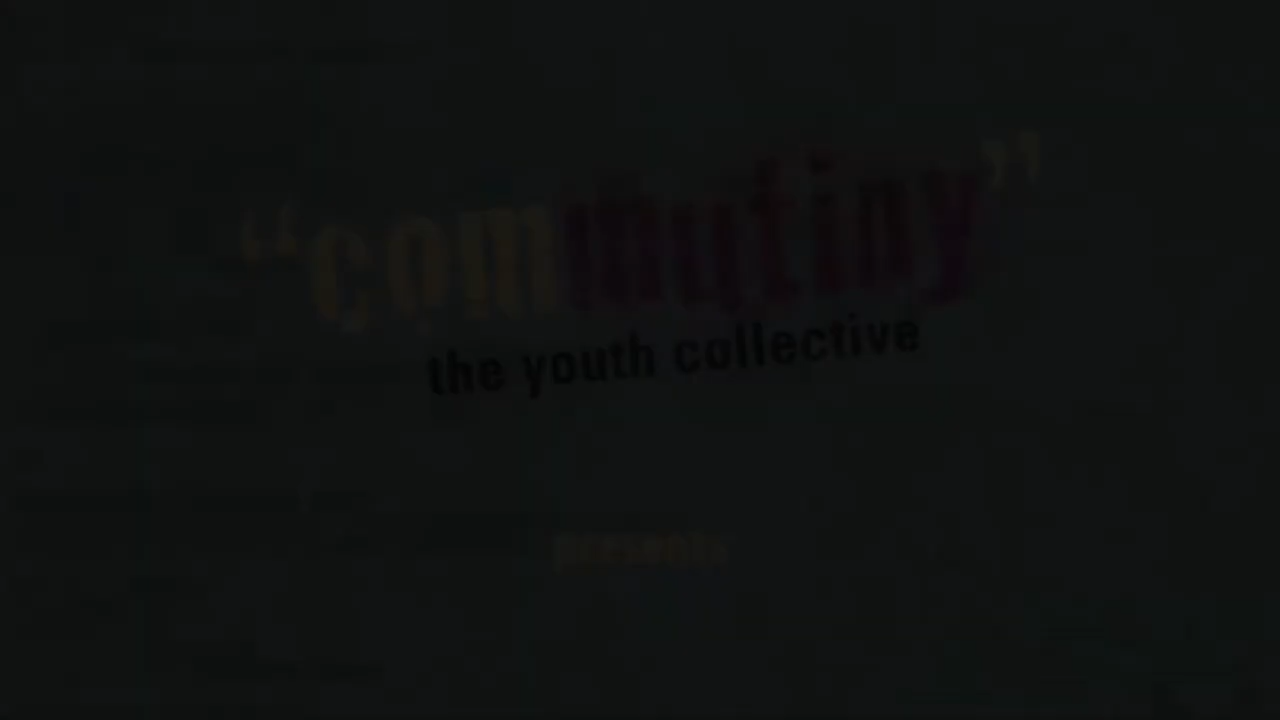 “commutiny”
the youth collective
presents